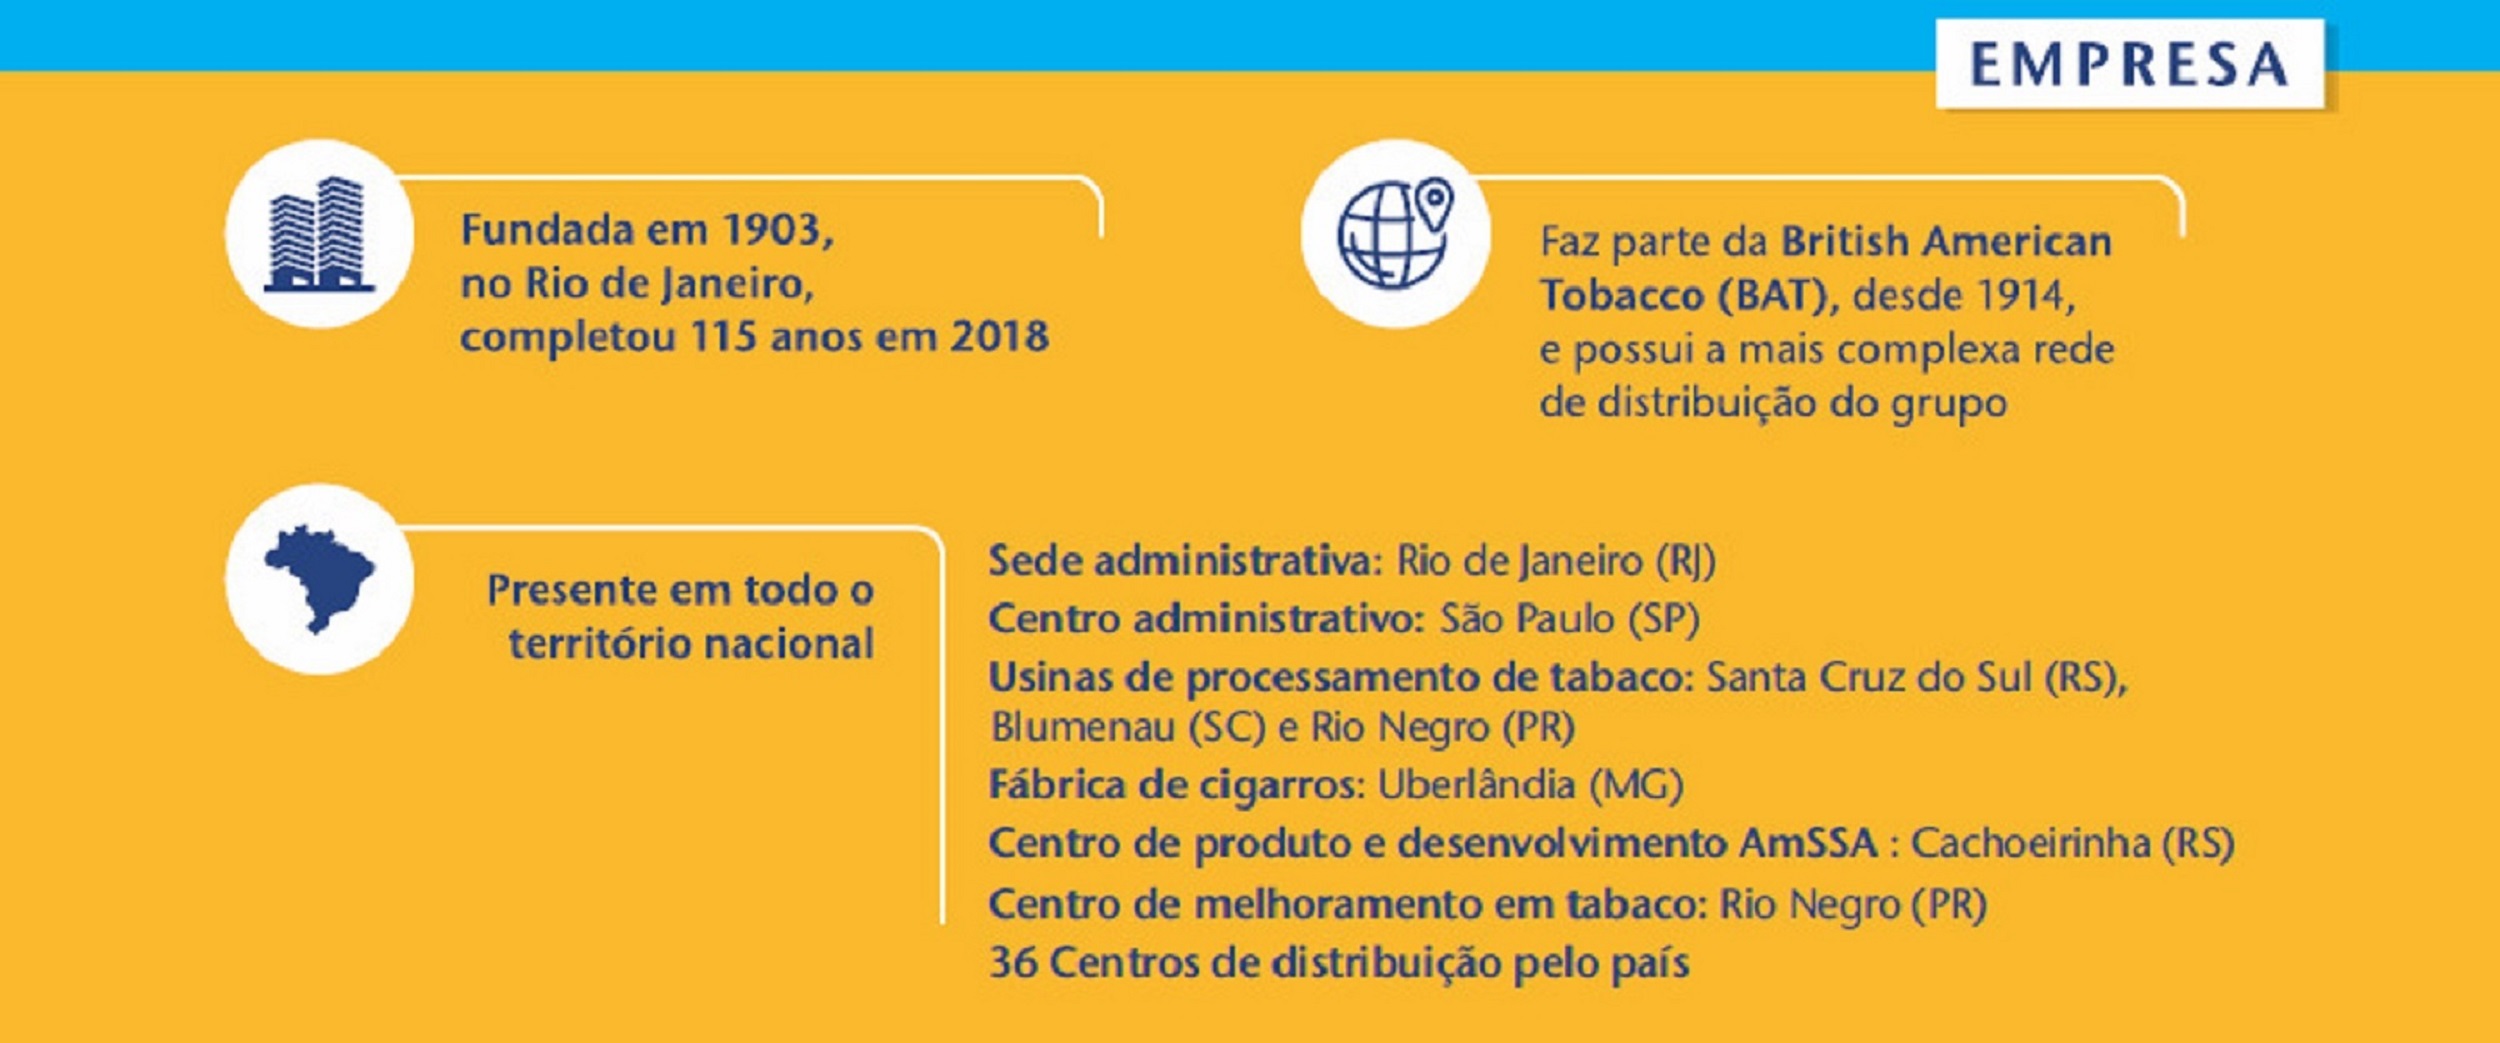 EMPRESA
Fundada em 1903,
no Rio de Janeiro,
completou 115 anos em 2018
Faz parte da British American
Tobacco (BAT), desde 1914,
e possui a mais complexa rede
de distribuição do grupo
Presente em todo o
território nacional
Sede administrativa: Rio de Janeiro (RJ)
Centro administrativo: São Paulo (SP)
Usinas de processamento de tabaco: Santa Cruz do Sul (RS),
Blumenau (SC) e Rio Negro (PR)
Fábrica de cigarros: Uberlândia (MG)
Centro de produto e desenvolvimento AmSSA : Cachoeirinha (RS)
Centro de melhoramento em tabaco: Rio Negro (PR)
36 Centros de distribuição pelo país